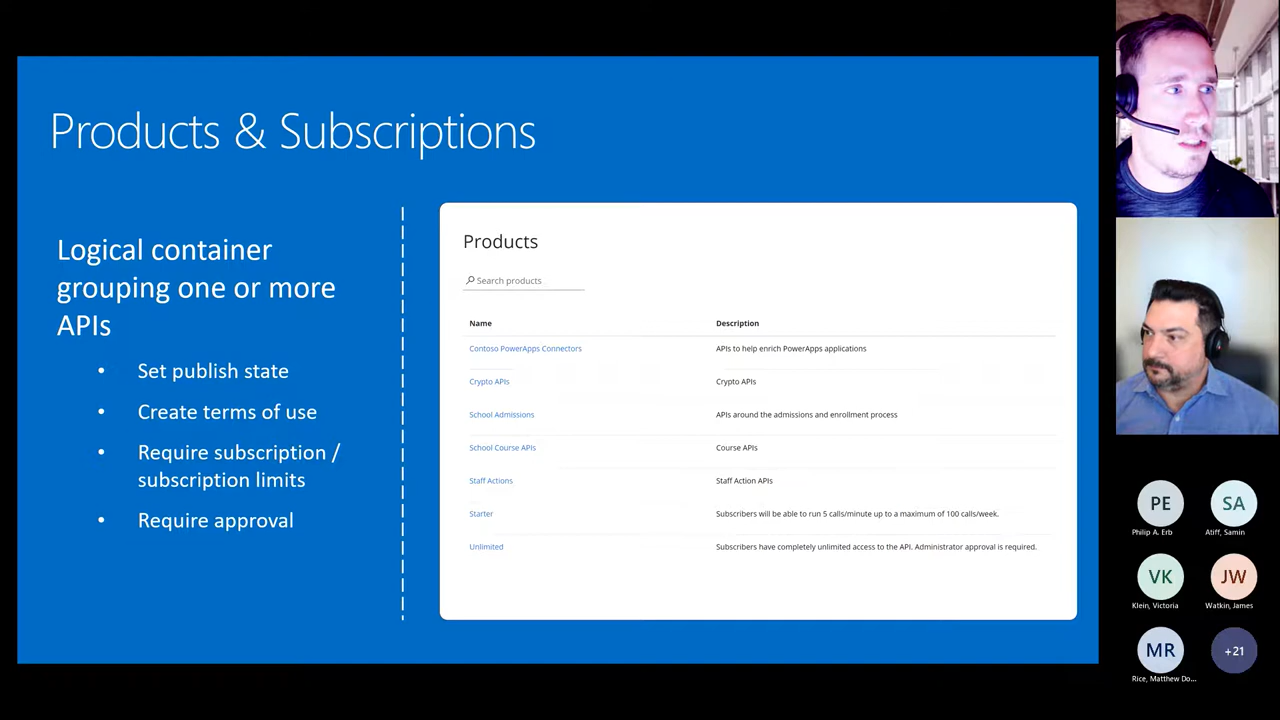 Products & Subscriptions
Logical container
grouping one or more
APIs
• Set publish state
• Create terms of use
• Require subscription /
subscription limits
• Require approval
Products
Search products
Name Description
Contoso PowerApps Connectors APIs to help enrich PowerApps applications
Crypto APIs Crypto APIs
School Admissions APIs around the admissions and enrollment process
School Course APIs Course APIs
Staff Actions Staff Action APIs
Starter Subscribers will be able to run 5 calls/minute up to a maximum of 100 calls/week.
Unlimited Subscribers have completely unlimited access to the API. Administrator approval is required.
PE SA
Philip A. Erb Atiff, Samin
VK JW
Klein, Victoria Watkin, James
MR +21
Rice, Matthew Do...